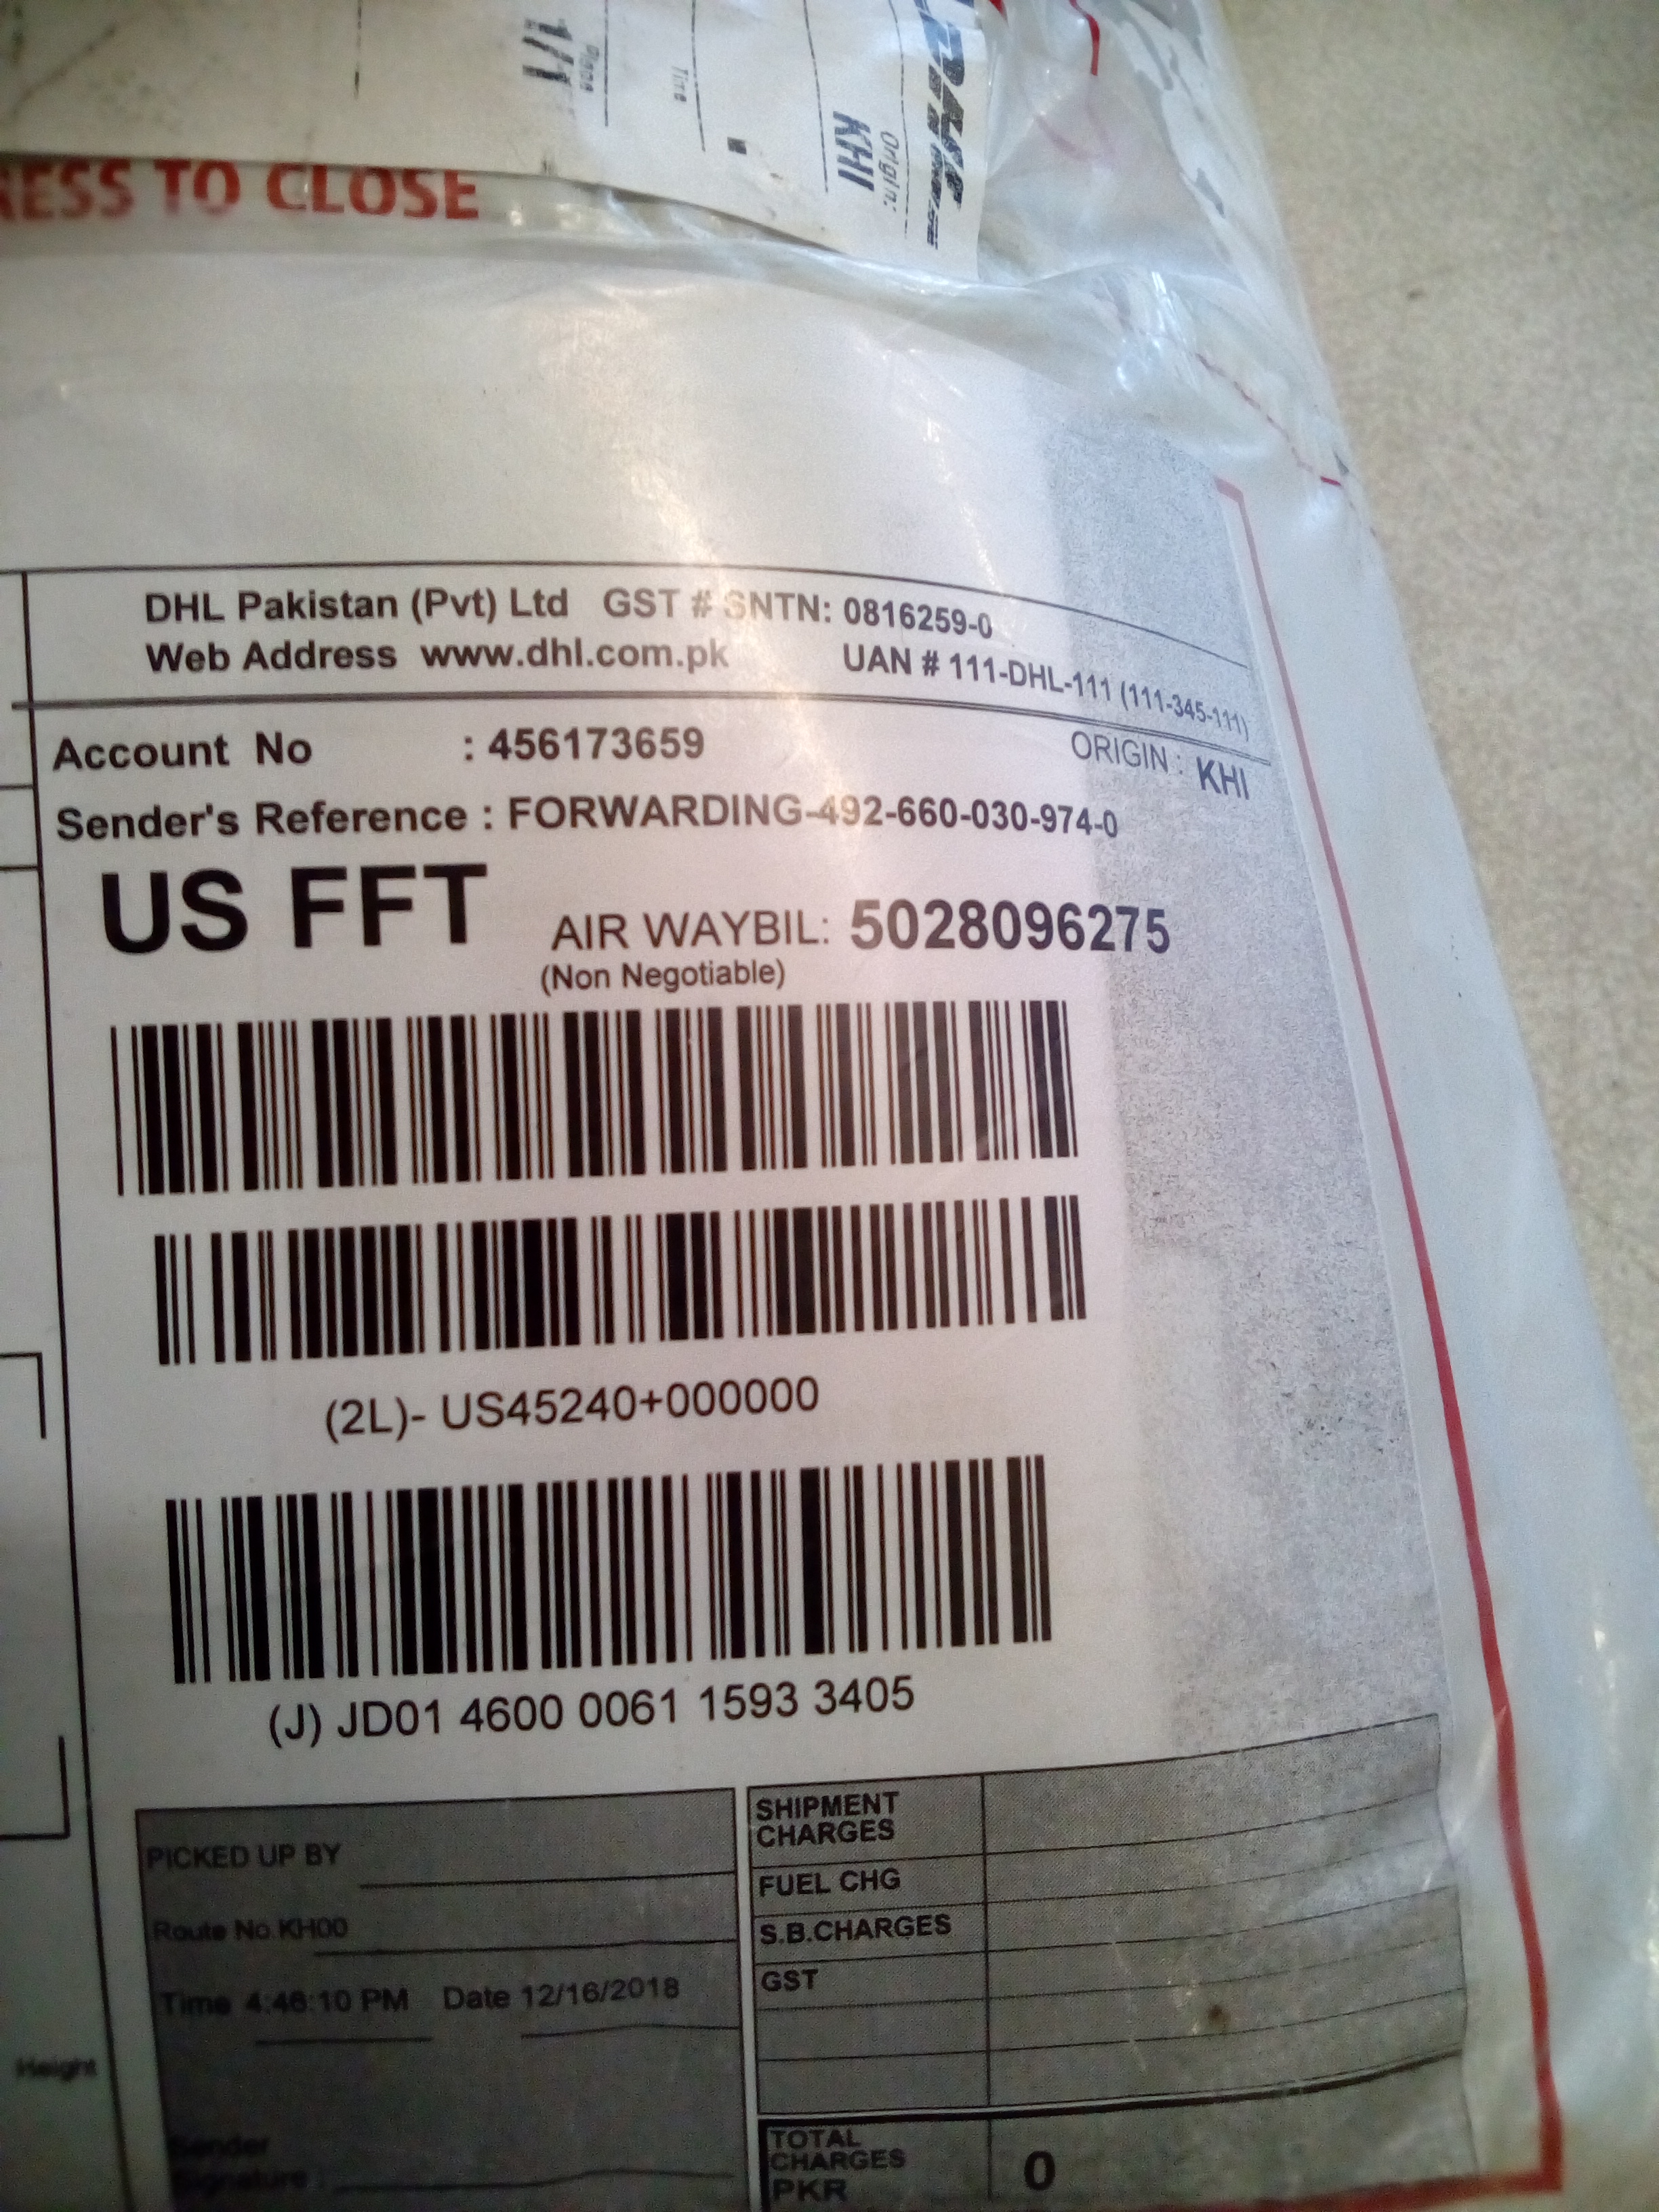 1/1
Piece
Time
Origin:
KHI
RESS TO CLOSE
DHL Pakistan (Pvt) Ltd GST # SNTN: 0816259-0
Web Address www.dhl.com.pk UAN # 111-DHL-111 (111-345-111)
Account No : 456173659 ORIGIN : KHI
Sender's Reference : FORWARDING-492-660-030-974-0
US FFT AIR WAYBIL: 5028096275
(Non Negotiable)
(2L)- US45240+000000
(J) JD01 4600 0061 1593 3405
PICKED UP BY
Route No.KH00
Time 4:46:10 PM Date 12/16/2018
Height
Sender
Signature :
SHIPMENT
CHARGES
FUEL CHG
S.B.CHARGES
GST
TOTAL
CHARGES
PKR
0